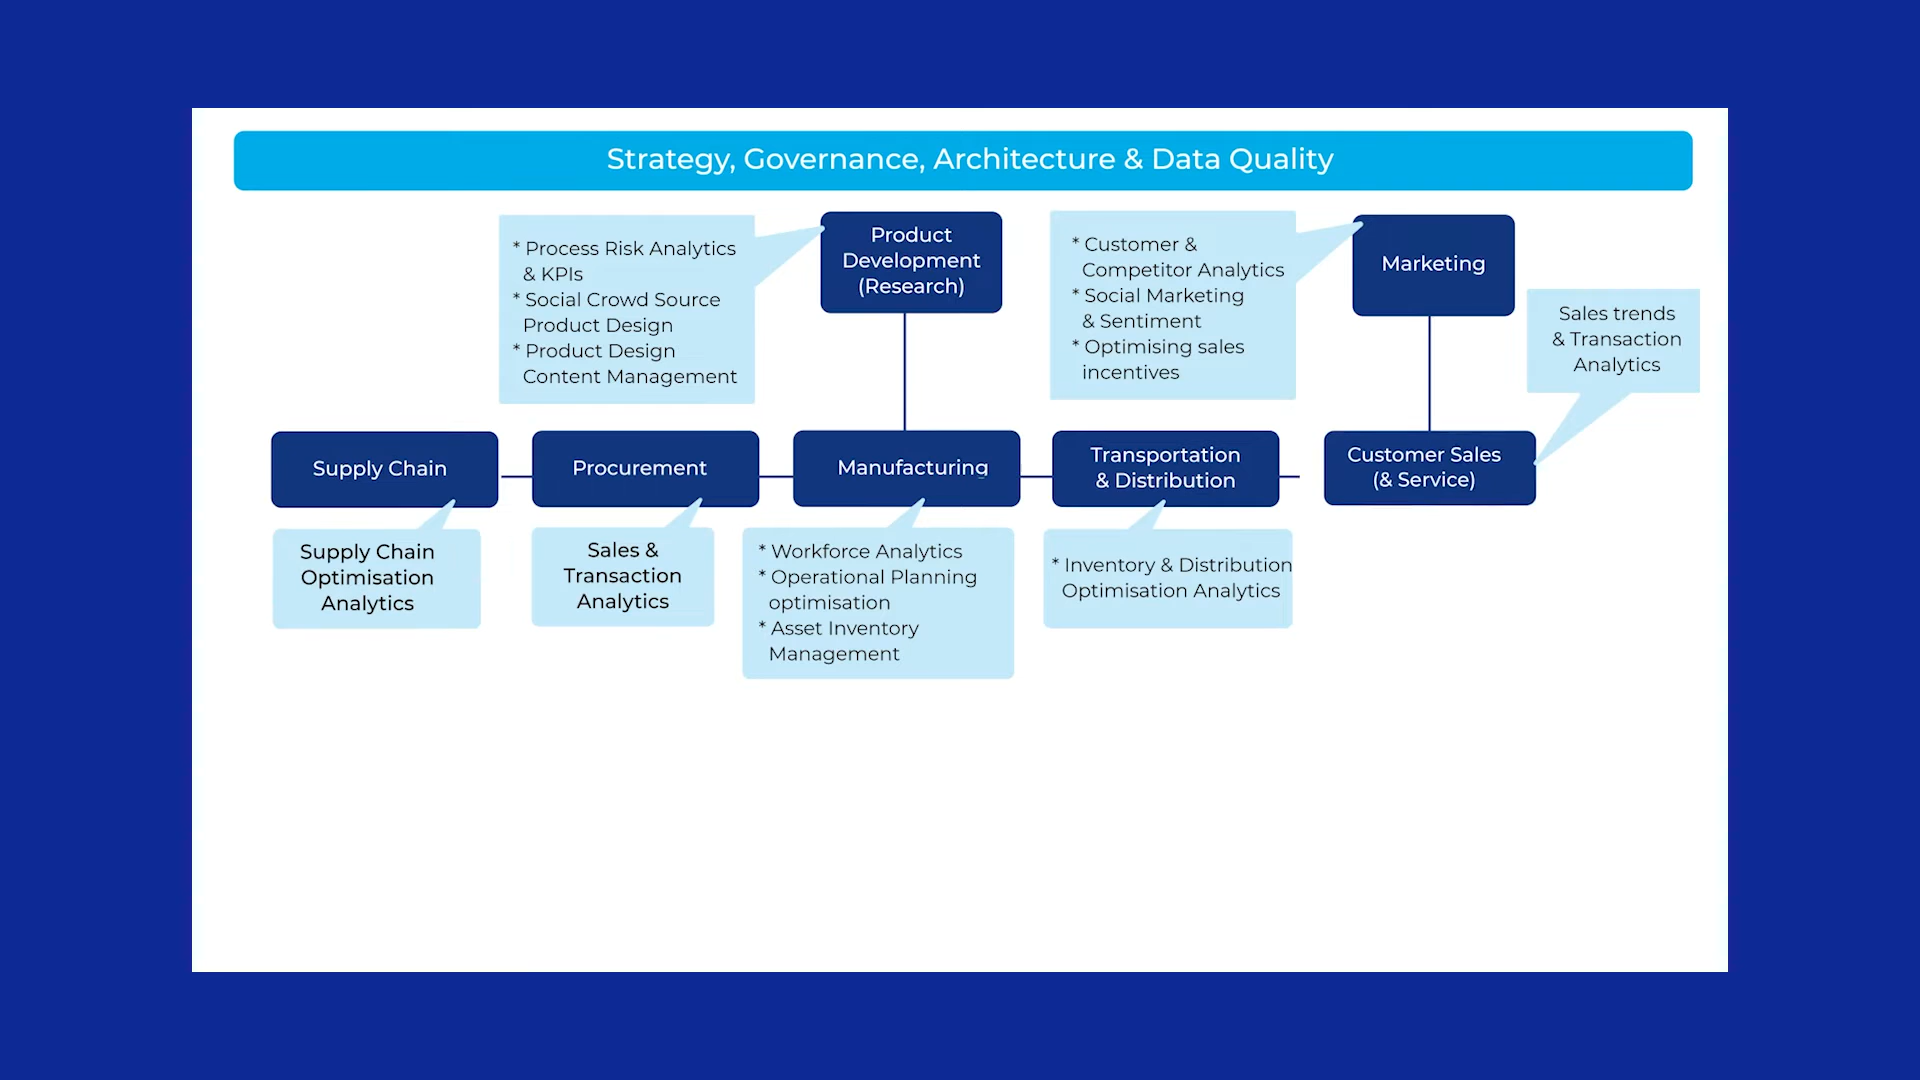 Strategy, Governance, Architecture & Data Quality
* Process Risk Analytics
& KPIs
* Social Crowd Source
Product Design
* Product Design
Content Management
Product
Development
(Research)
* Customer &
Competitor Analytics
* Social Marketing
& Sentiment
* Optimising sales
incentives
Marketing
Sales trends
& Transaction
Analytics
Supply Chain
Procurement
Manufacturing
Transportation
& Distribution
Customer Sales
(& Service)
Supply Chain
Optimisation
Analytics
Sales &
Transaction
Analytics
* Workforce Analytics
* Operational Planning
optimisation
* Asset Inventory
Management
* Inventory & Distribution
Optimisation Analytics